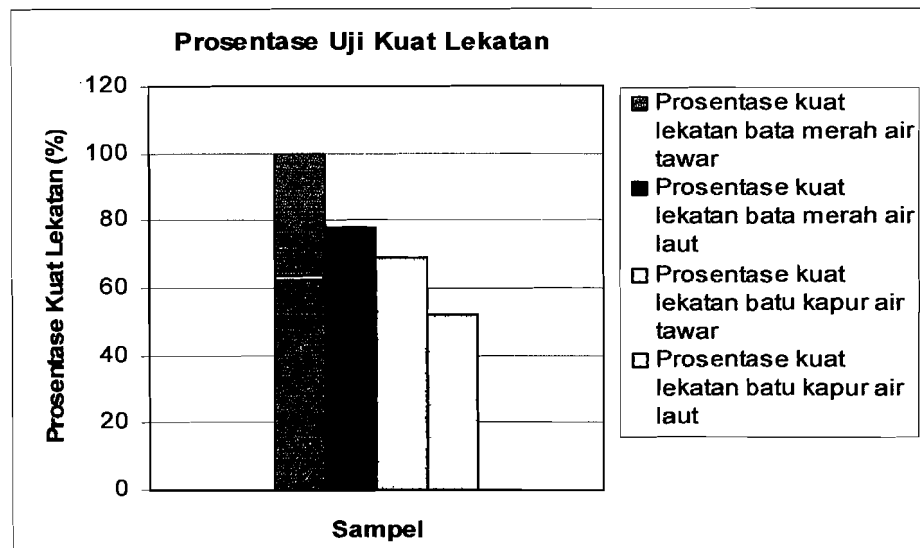 Prosentase Uji Kuat Lekatan
Prosentase Kuat Lekatan (%)
120
100
80
60
40
20
0
Sampel
Prosentase kuat
lekatan bata merah air
tawar
Prosentase kuat
lekatan bata merah air
laut
Prosentase kuat
lekatan batu kapur air
tawar
Prosentase kuat
lekatan batu kapur air
laut